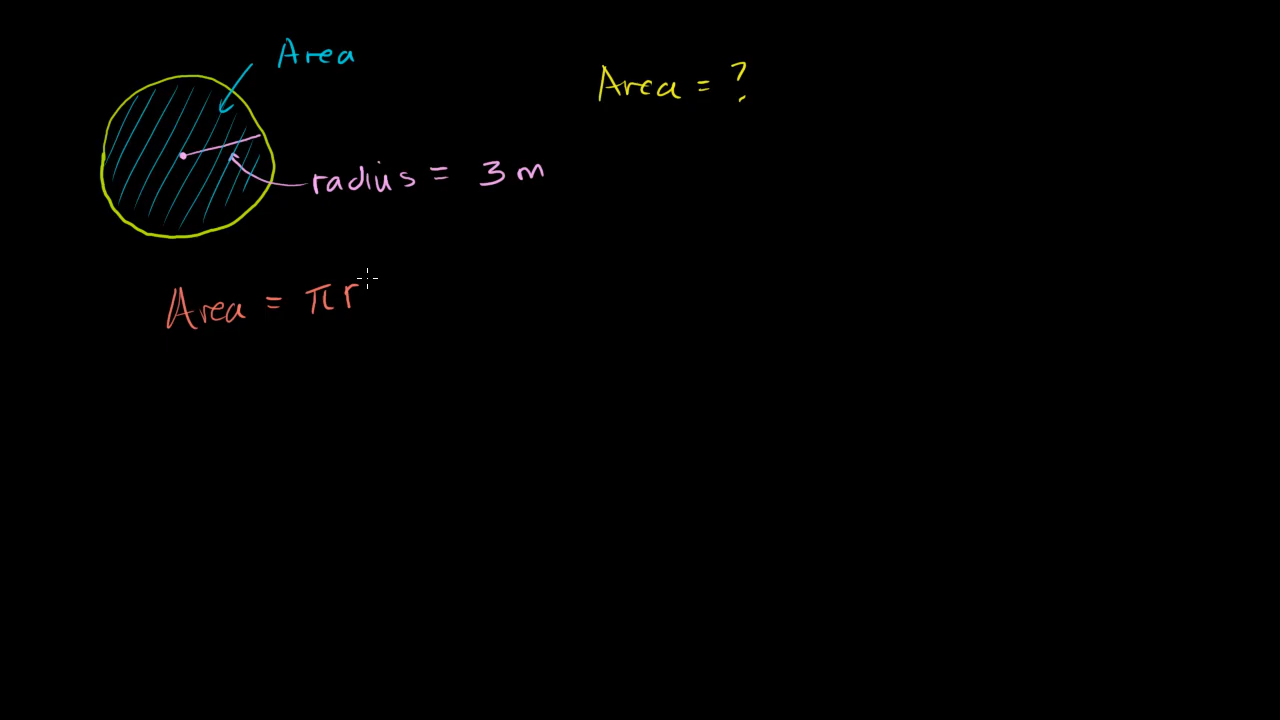 Area
Area = ?
radius = 3 m
Area = πr